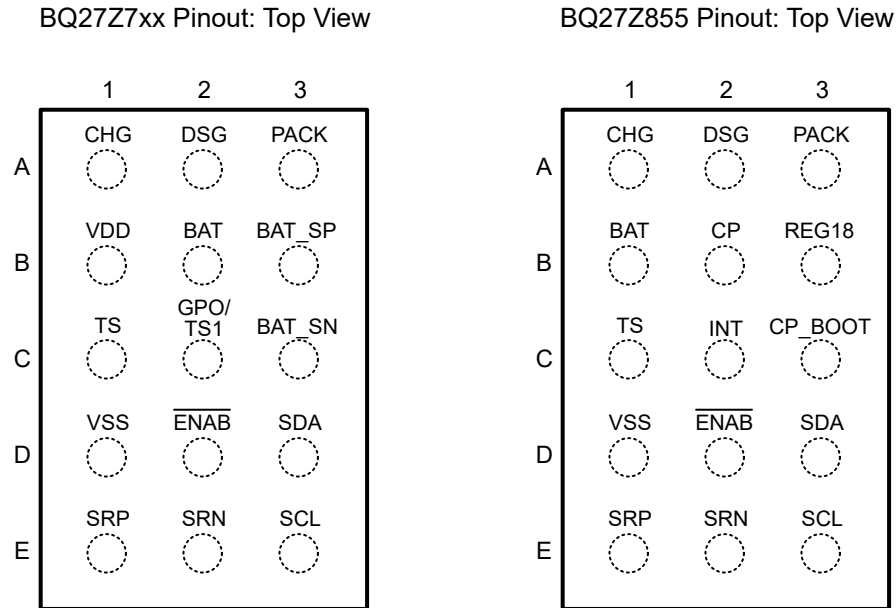 BQ27Z7xx Pinout: Top View
1 2 3
CHG DSG PACK
A
VDD BAT BAT_SP
B
GPO/
TS TS1 BAT_SN
C
VSS ENAB SDA
D
SRP SRN SCL
E
BQ27Z855 Pinout: Top View
1 2 3
CHG DSG PACK
A
BAT CP REG18
B
TS INT CP_BOOT
C
VSS ENAB SDA
D
SRP SRN SCL
E